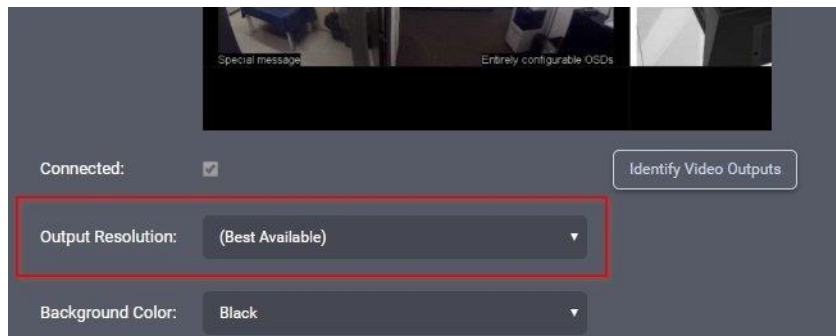 Special message
Entirely configurable OSDs
Connected:
Identify Video Outputs
Output Resolution:
(Best Available)
Background Color:
Black